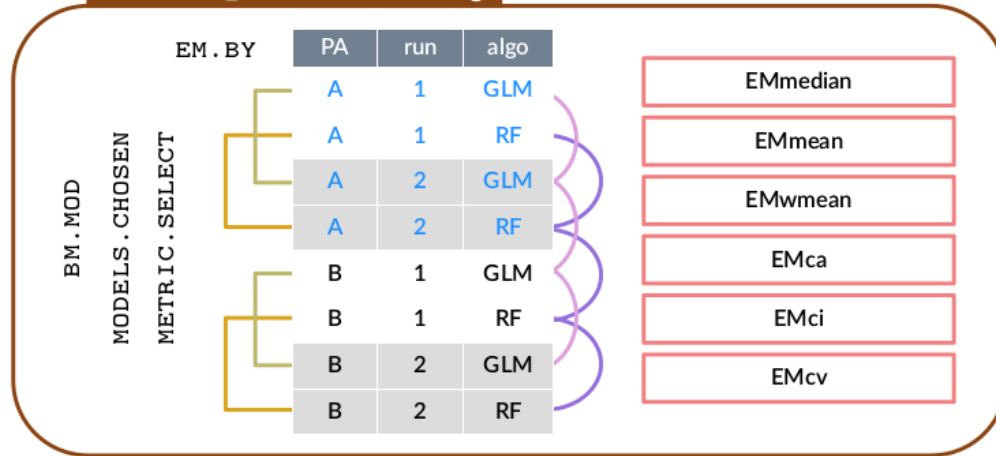 EM.BY
PA run algo
A 1 GLM
A 1 RF
A 2 GLM
A 2 RF
B 1 GLM
B 1 RF
B 2 GLM
B 2 RF
BM.MOD
MODELS.CHOSEN
METRIC.SELECT
EMmedian
EMmean
EMwmean
EMca
EMci
EMcv